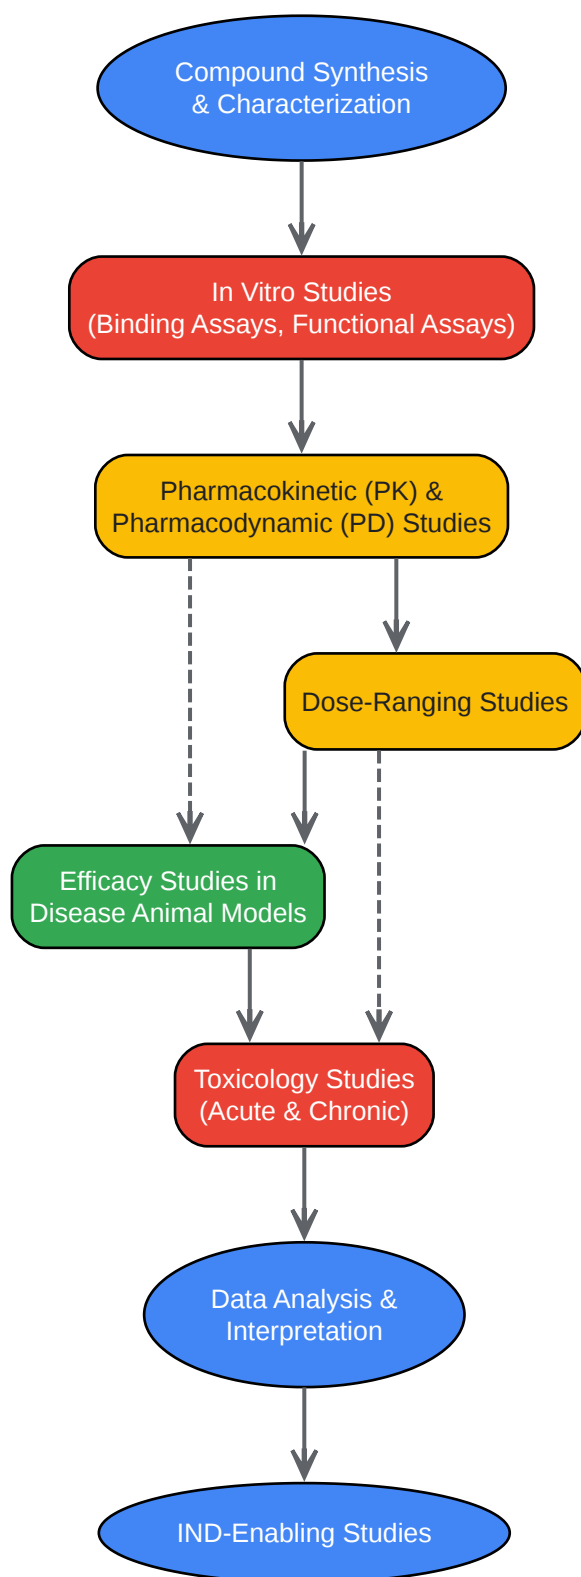 Compound Synthesis
& Characterization
In Vitro Studies
(Binding Assays, Functional Assays)
Pharmacokinetic (PK) &
Pharmacodynamic (PD) Studies
Dose-Ranging Studies
Efficacy Studies in
Disease Animal Models
Toxicology Studies
(Acute & Chronic)
Data Analysis &
Interpretation
IND-Enabling Studies